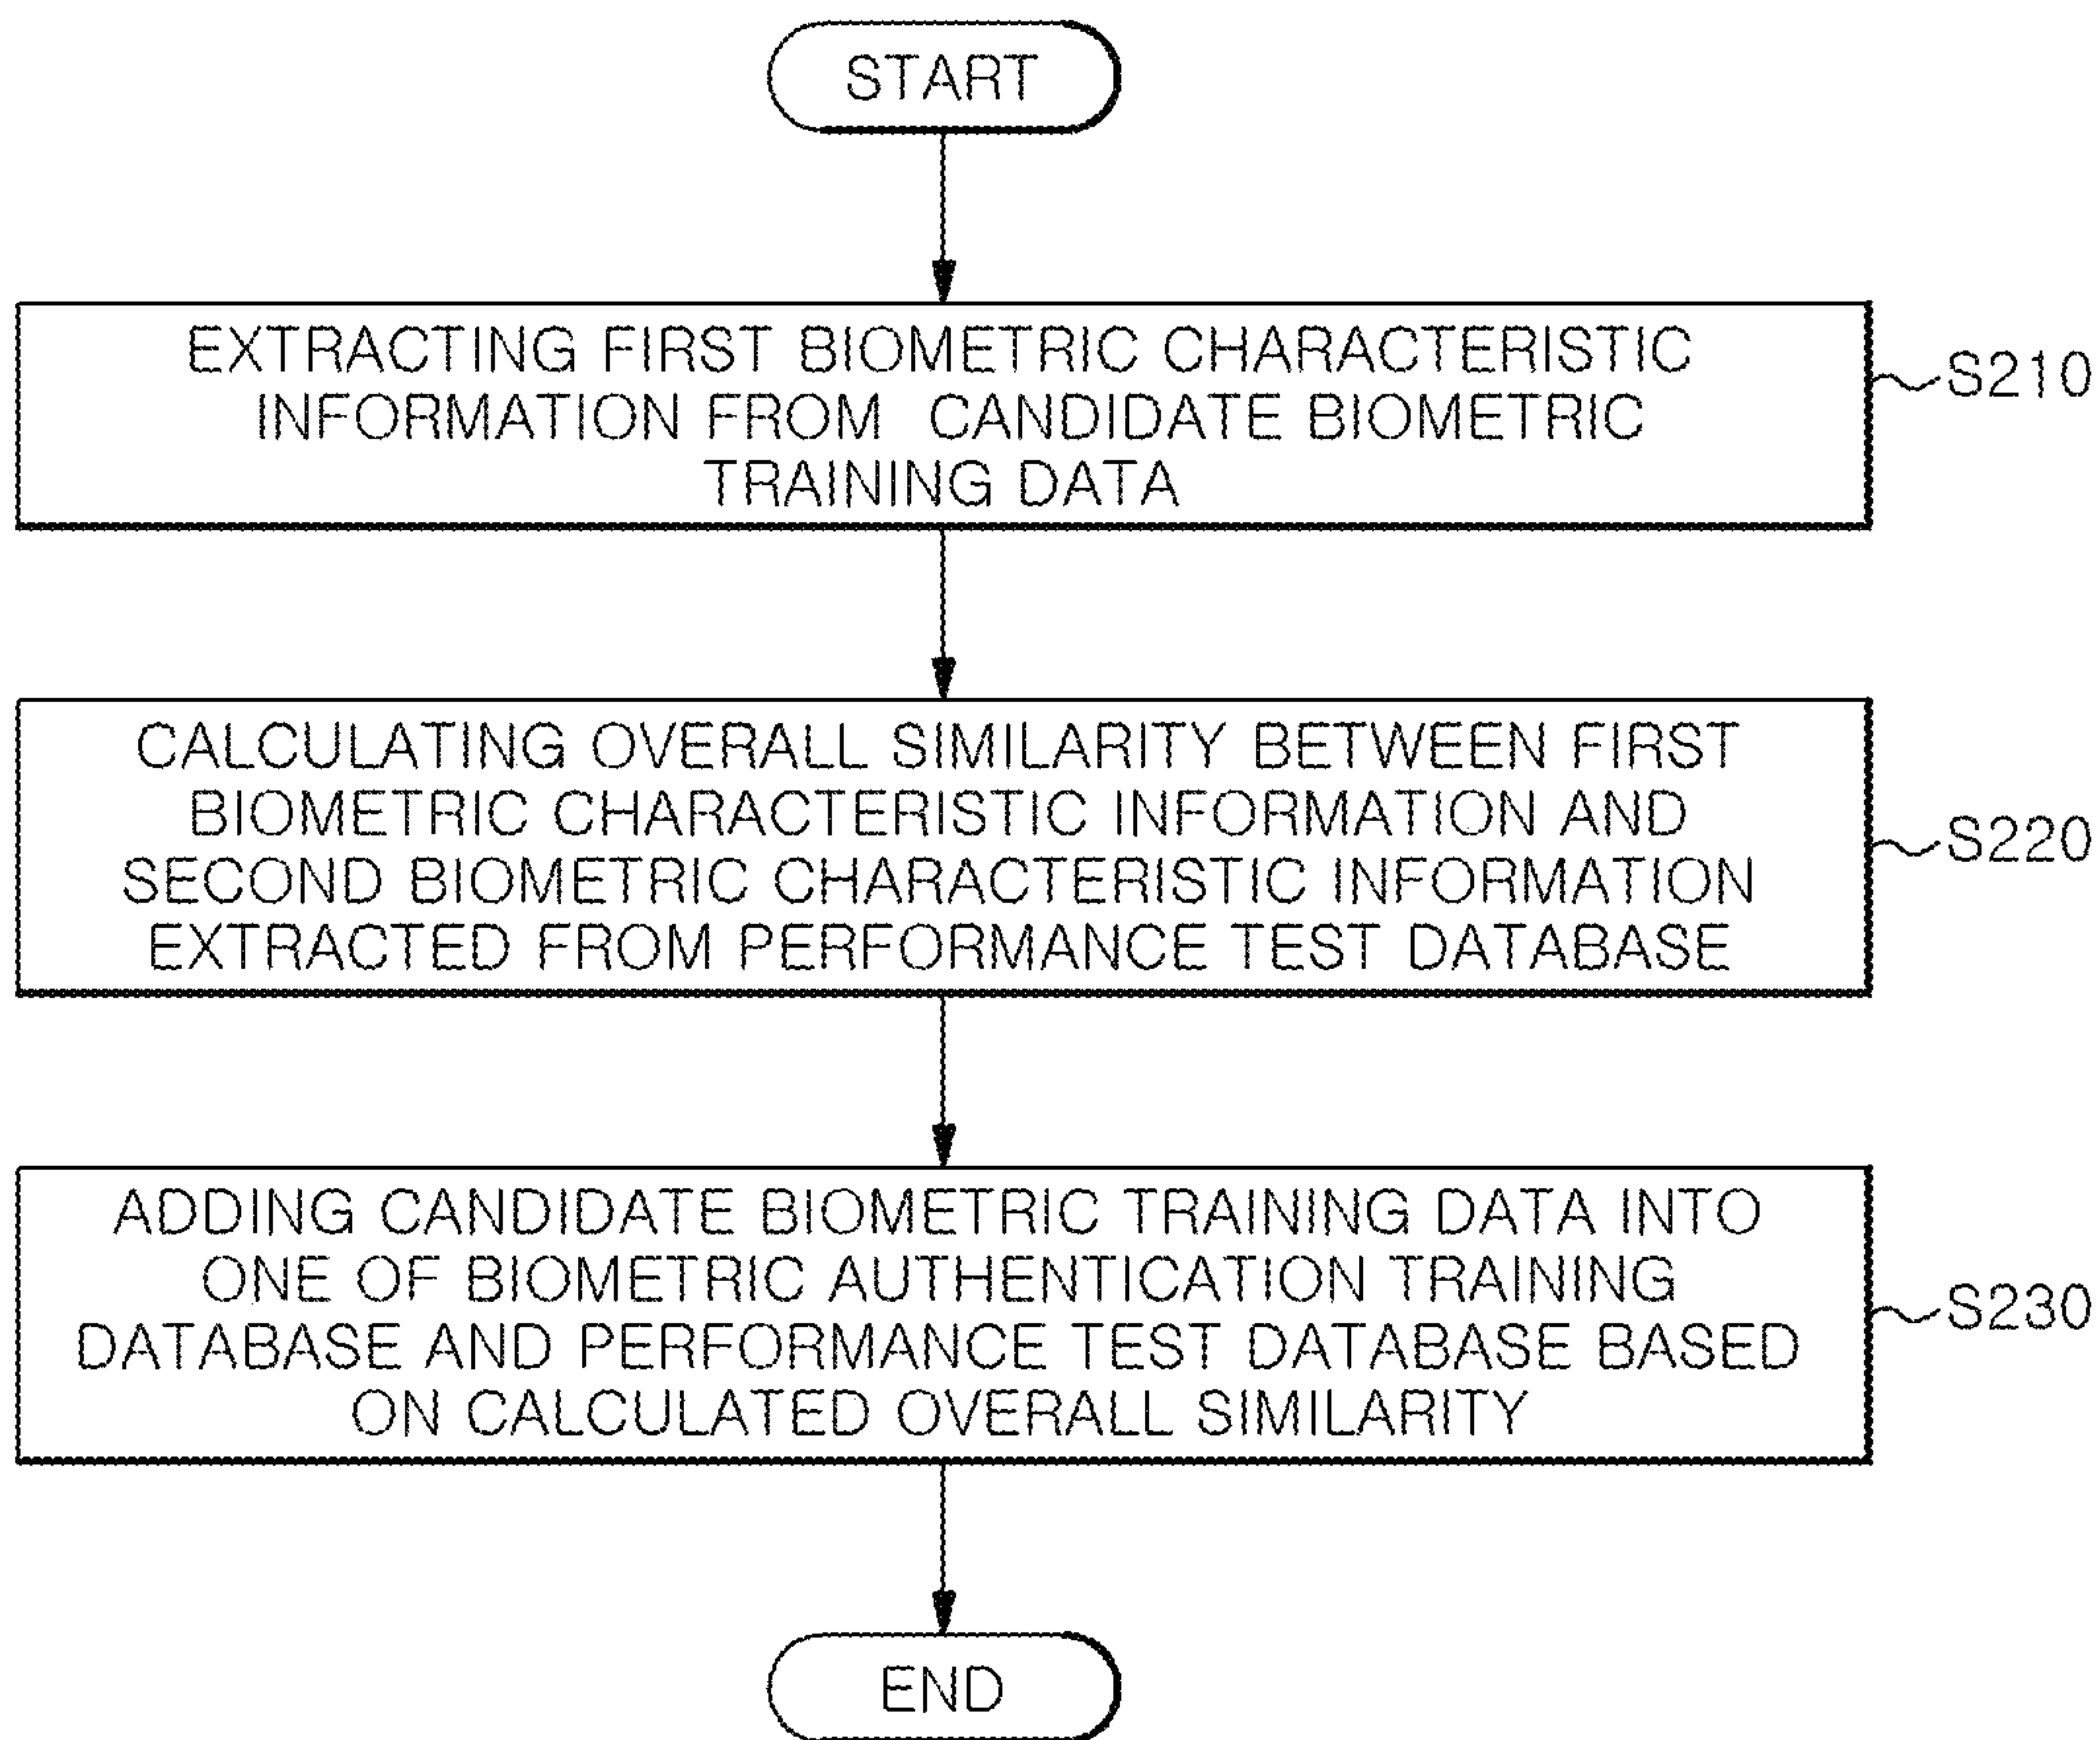 START
EXTRACTING FIRST BIOMETRIC CHARACTERISTIC
INFORMATION FROM CANDIDATE BIOMETRIC
TRAINING DATA
S210
CALCULATING OVERALL SIMILARITY BETWEEN FIRST
BIOMETRIC CHARACTERISTIC INFORMATION AND
SECOND BIOMETRIC CHARACTERISTIC INFORMATION
EXTRACTED FROM PERFORMANCE TEST DATABASE
S220
ADDING CANDIDATE BIOMETRIC TRAINING DATA INTO
ONE OF BIOMETRIC AUTHENTICATION TRAINING
DATABASE AND PERFORMANCE TEST DATABASE BASED
ON CALCULATED OVERALL SIMILARITY
S230
END